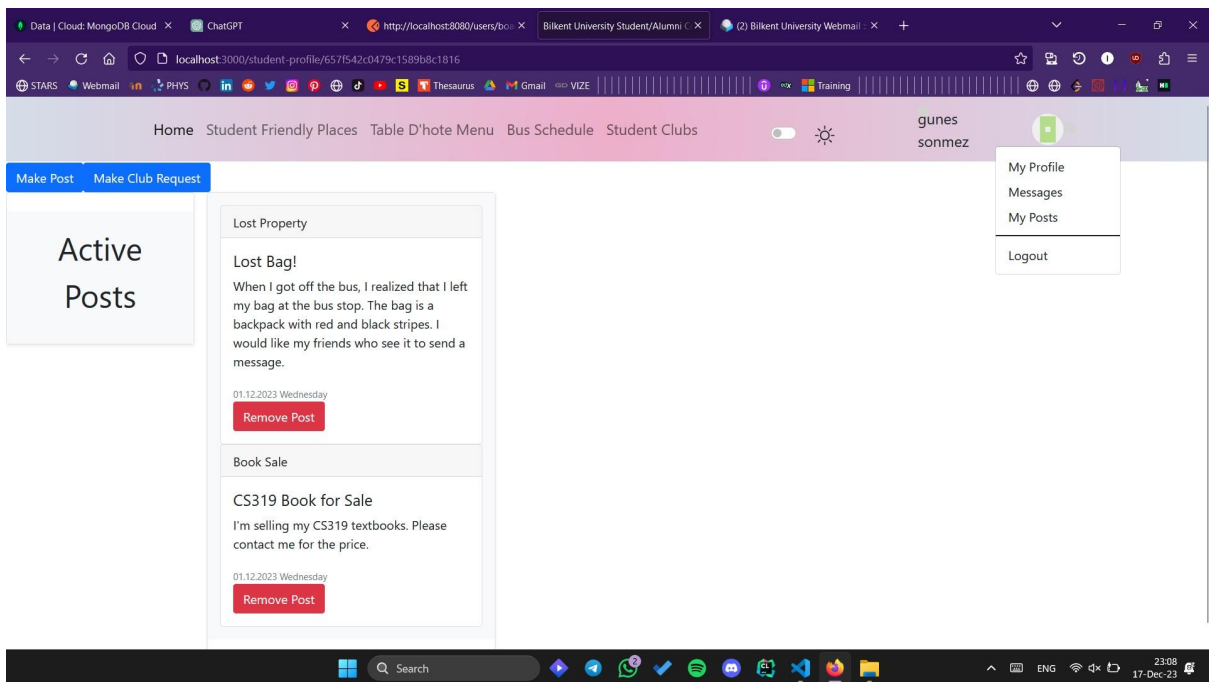 Data | Cloud: MongoDB Cloud
ChatGPT
http://localhost:8080/users/boa
Bilkent University Student/Alumni C
(2) Bilkent University Webmail :
localhost:3000/student-profile/657f542c0479c1589b8c1816
STARS Webmail PHYS Thesaurus Gmail VIZE Training
Home Student Friendly Places Table D'hote Menu Bus Schedule Student Clubs
gunes
sonmez
My Profile
Messages
My Posts
Logout
Make Post Make Club Request
Active
Posts
Lost Property
Lost Bag!
When I got off the bus, I realized that I left
my bag at the bus stop. The bag is a
backpack with red and black stripes. I
would like my friends who see it to send a
message.
01.12.2023 Wednesday
Remove Post
Book Sale
CS319 Book for Sale
I'm selling my CS319 textbooks. Please
contact me for the price.
01.12.2023 Wednesday
Remove Post
Search
2
ENG
23:08
17-Dec-23